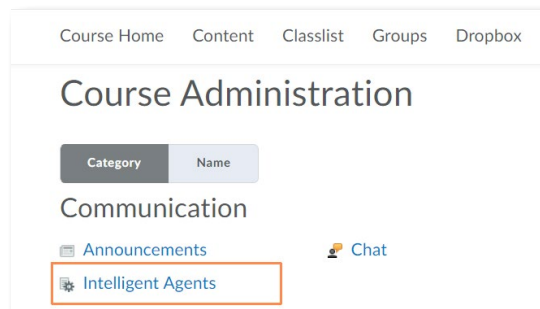 Course Home Content Classlist Groups Dropbox
Course Administration
Category Name
Communication
Announcements Chat
Intelligent Agents